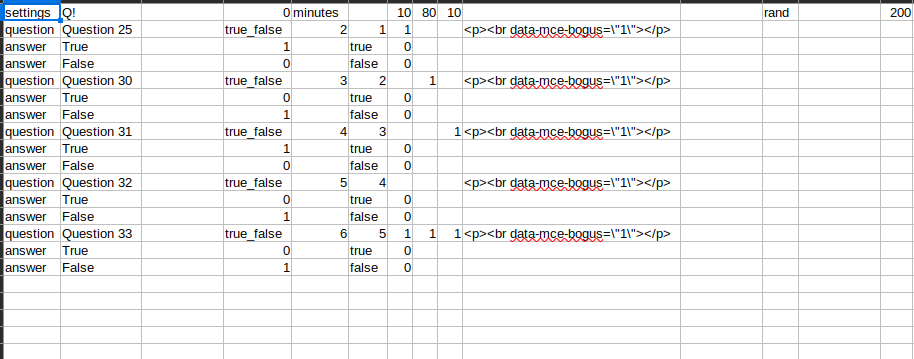 settings Q! 0 minutes 10 80 10 rand 200
question Question 25 true_false 2 1 1 <p><br data-mce-bogus=\"1\"></p>
answer True 1 true 0
answer False 0 false 0
question Question 30 true_false 3 2 1 <p><br data-mce-bogus=\"1\"></p>
answer True 0 true 0
answer False 1 false 0
question Question 31 true_false 4 3 1 <p><br data-mce-bogus=\"1\"></p>
answer True 1 true 0
answer False 0 false 0
question Question 32 true_false 5 4 <p><br data-mce-bogus=\"1\"></p>
answer True 0 true 0
answer False 1 false 0
question Question 33 true_false 6 5 1 1 1 <p><br data-mce-bogus=\"1\"></p>
answer True 0 true 0
answer False 1 false 0